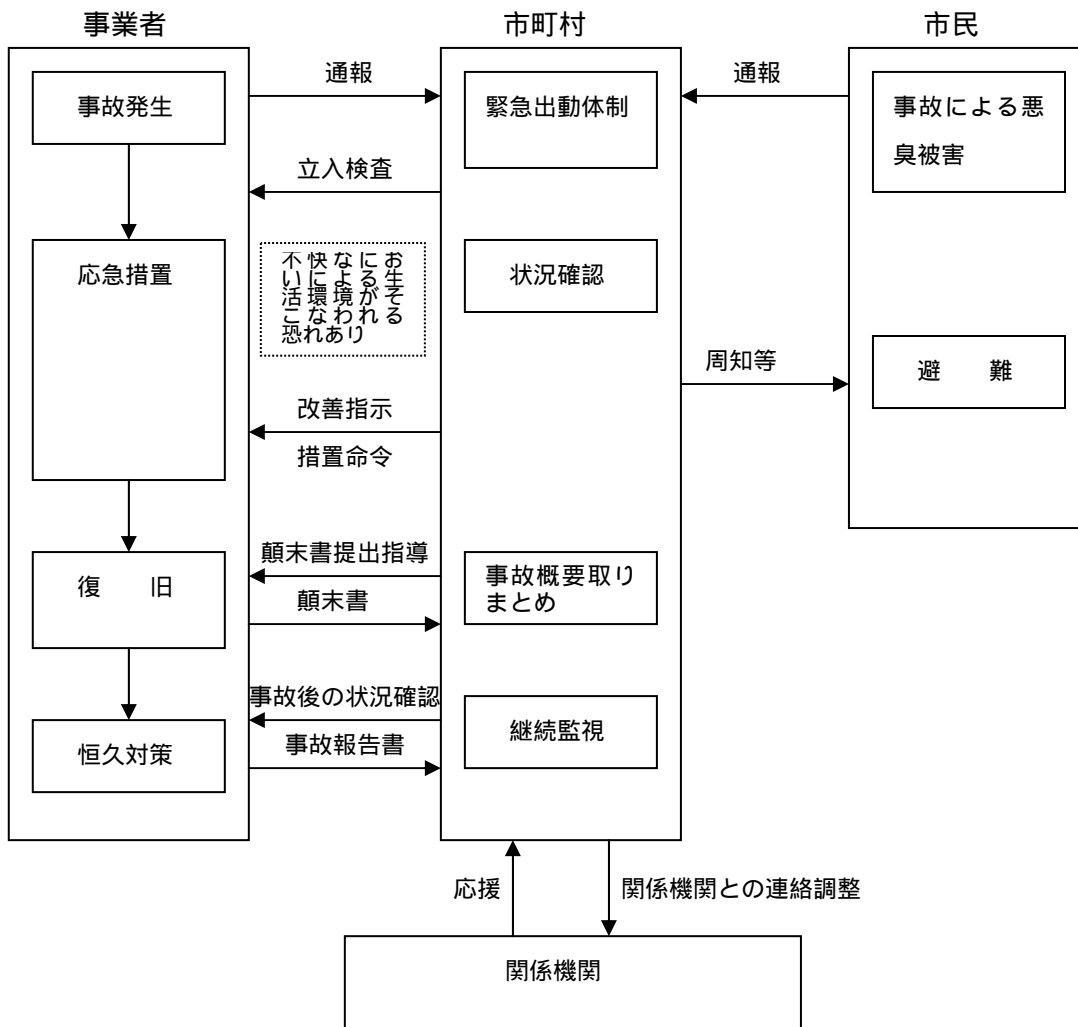 事業者
市町村
市民
事故発生
通報
緊急出動体制
通報
事故による悪
臭被害
立入検査
応急措置
不快なにお
いによる生
活環境がそ
こなわれる
恐れあり
状況確認
周知等
避　　難
改善指示
措置命令
復　　旧
顛末書提出指導
顛末書
事故概要取り
まとめ
恒久対策
事故後の状況確認
事故報告書
継続監視
応援
関係機関との連絡調整
関係機関